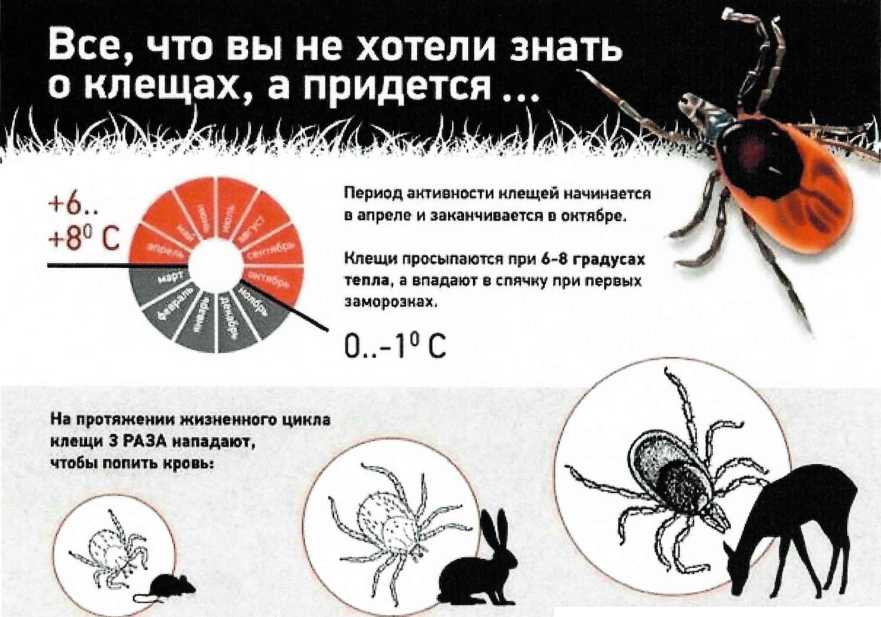 Все, что вы не хотели знать
о клещах, а придется ...
+6..
+8⁰ С
Период активности клещей начинается
в апреле и заканчивается в октябре.
Клещи просыпаются при 6-8 градусах
тепла, а впадают в спячку при первых
заморозках.
0..-1⁰ С
январь
февраль
март
апрель
май
июнь
июль
август
сентябрь
октябрь
ноябрь
декабрь
На протяжении жизненного цикла
клещи 3 РАЗА нападают,
чтобы попить кровь: